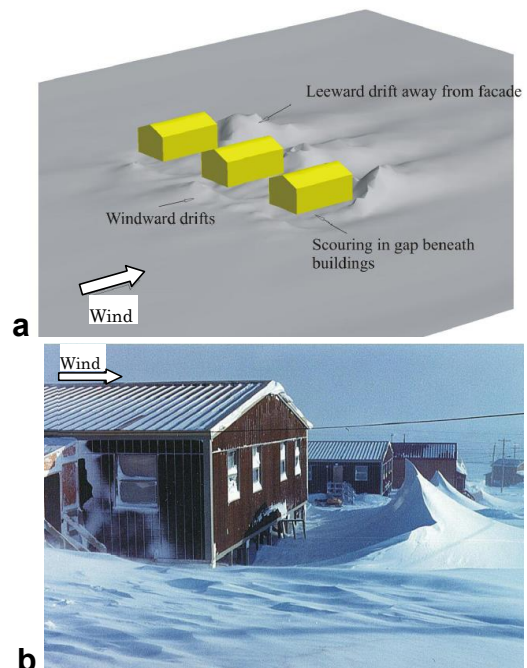 Leeward drift away from facade
Windward drifts
Scouring in gap beneath
buildings
Wind
a
Wind
b